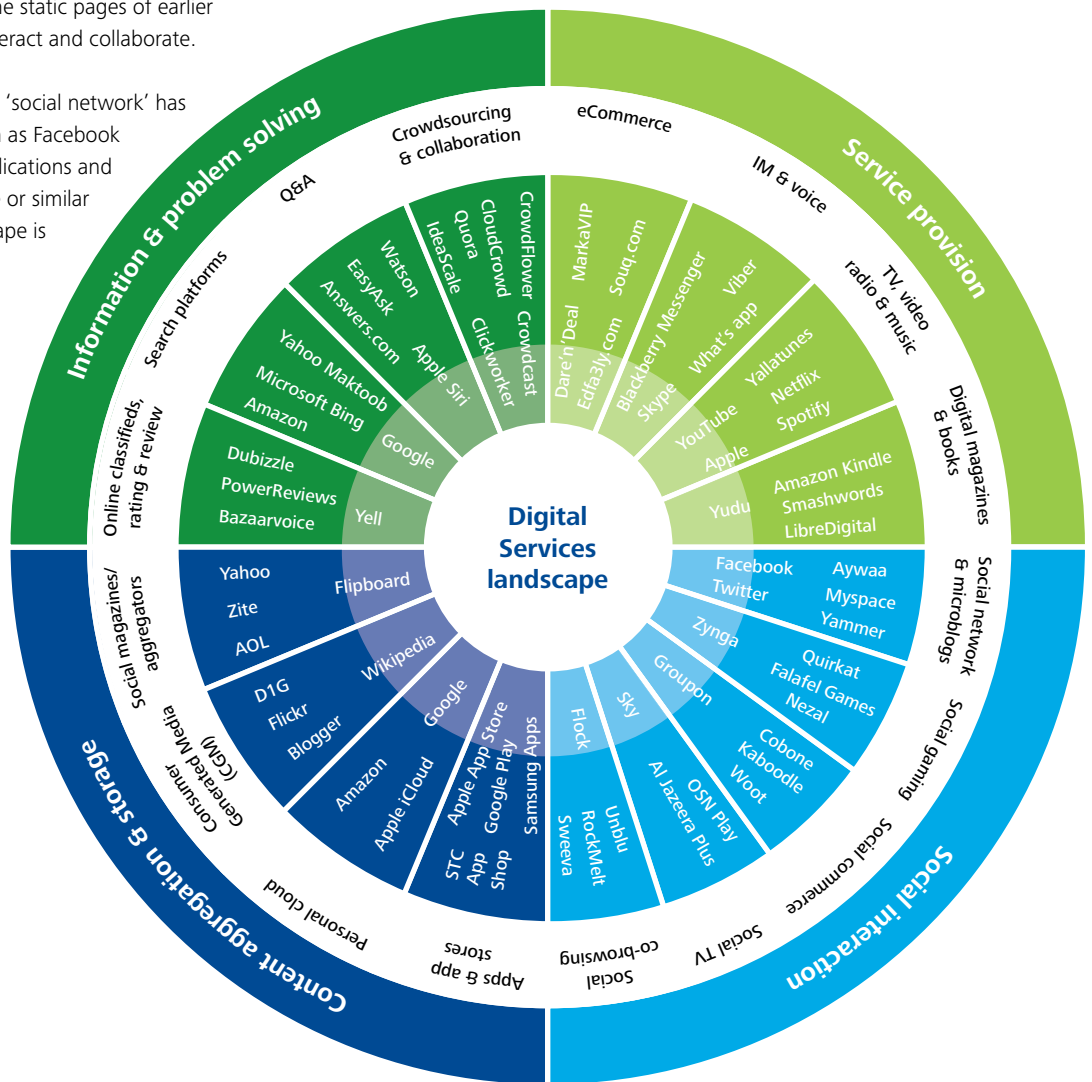 ne static pages of earlier
eract and collaborate.
‘social network’ has
n as Facebook
plications and
e or similar
ape is
Information & problem solving
Crowdsourcing
& collaboration
Q&A
Search platforms
Online classifieds,
rating & review
CrowdFlower
CloudCrowd
Quora
IdeaScale
Crowdcast
Clickworker
Watson
EasyAsk
Answers.com
Apple Siri
Yahoo Maktoob
Microsoft Bing
Amazon
Google
Dubizzle
PowerReviews
Bazaarvoice
Yell
Service provision
eCommerce
IM & voice
TV, video
radio & music
Digital magazines
& books
MarkaVIP
Souq.com
Dare'n'Deal
Edfa3ly.com
Blackberry Messenger
Viber
What's app
Skype
Yallatunes
Netflix
Spotify
YouTube
Apple
Amazon Kindle
Smashwords
LibreDigital
Yudu
Digital
Services
landscape
Social interaction
Social network
& microblogs
Social gaming
Social commerce
Social TV
Social
co-browsing
Facebook
Twitter
Aywaa
Myspace
Yammer
Zynga
Quirkat
Falafel Games
Nezal
Groupon
Cobone
Kaboodle
Woot
Sky
OSN Play
Al Jazeera Plus
Flock
Unblu
RockMelt
Sweeva
Content aggregation & storage
Social magazines/
aggregators
Consumer
Generated Media
(CGM)
Personal cloud
Apps & app
stores
Yahoo
Zite
AOL
Flipboard
D1G
Flickr
Blogger
Wikipedia
Amazon
Apple iCloud
Google
Samsung Apps
Google Play
Apple App Store
STC
App
Shop